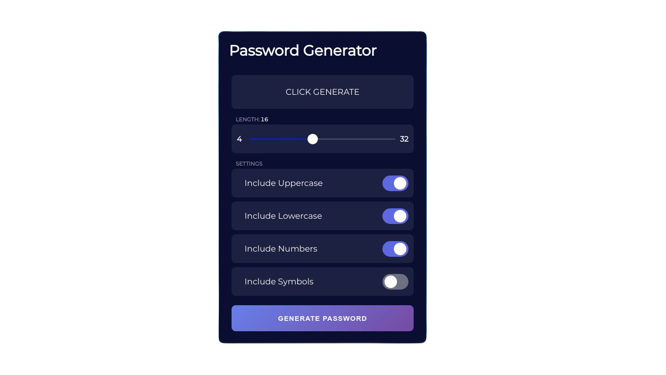 Password Generator
CLICK GENERATE
LENGTH: 16
4 32
SETTINGS
Include Uppercase
Include Lowercase
Include Numbers
Include Symbols
GENERATE PASSWORD